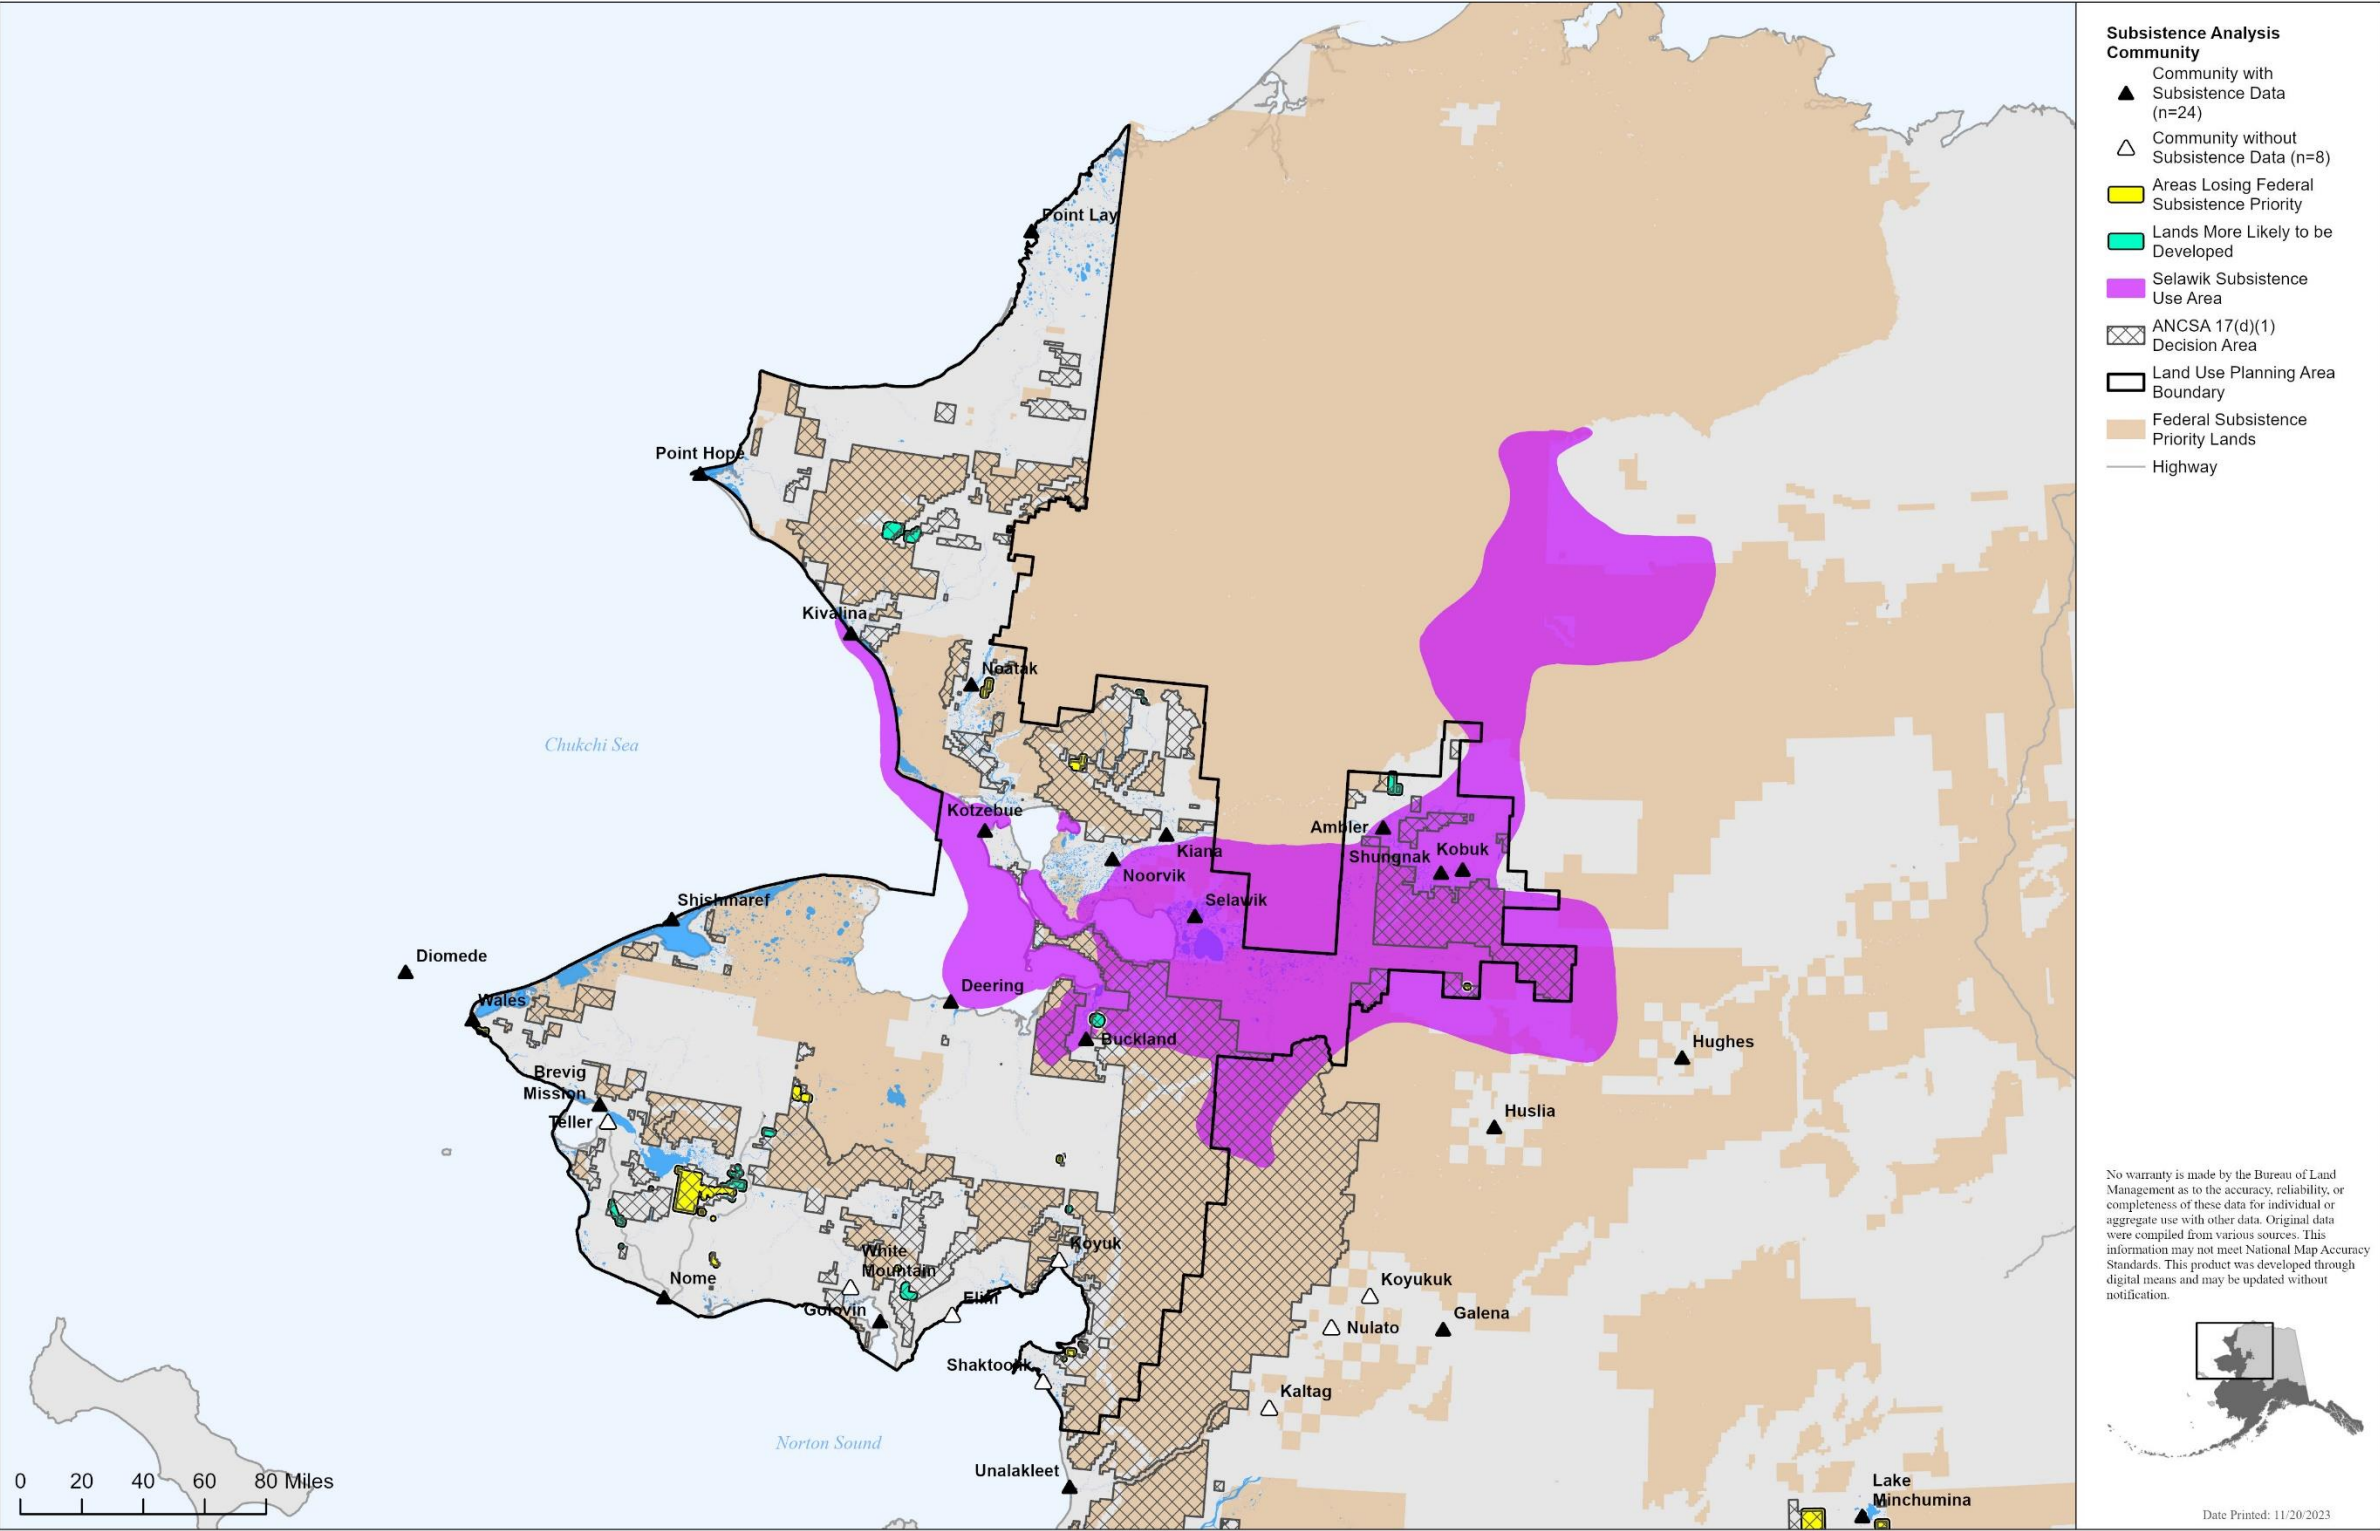 Point Lay
Point Hope
Kivalina
Noatak
Chukchi Sea
Kotzebue
Kiana
Noorvik
Ambler
Shungnak
Kobuk
Selawik
Shishmaref
Diomede
Wales
Deering
Buckland
Hughes
Brevig
Mission
Teller
Huslia
White
Mountain
Koyuk
Nome
Golovin
Elim
Koyukuk
Nulato
Galena
Shaktoolik
Kaltag
Norton Sound
Unalakleet
Lake
Minchumina
0 20 40 60 80 Miles
Subsistence Analysis
Community
Community with
Subsistence Data
(n=24)
Community without
Subsistence Data (n=8)
Areas Losing Federal
Subsistence Priority
Lands More Likely to be
Developed
Selawik Subsistence
Use Area
ANCSA 17(d)(1)
Decision Area
Land Use Planning Area
Boundary
Federal Subsistence
Priority Lands
Highway
No warranty is made by the Bureau of Land
Management as to the accuracy, reliability, or
completeness of these data for individual or
aggregate use with other data. Original data
were compiled from various sources. This
information may not meet National Map Accuracy
Standards. This product was developed through
digital means and may be updated without
notification.
Date Printed: 11/20/2023